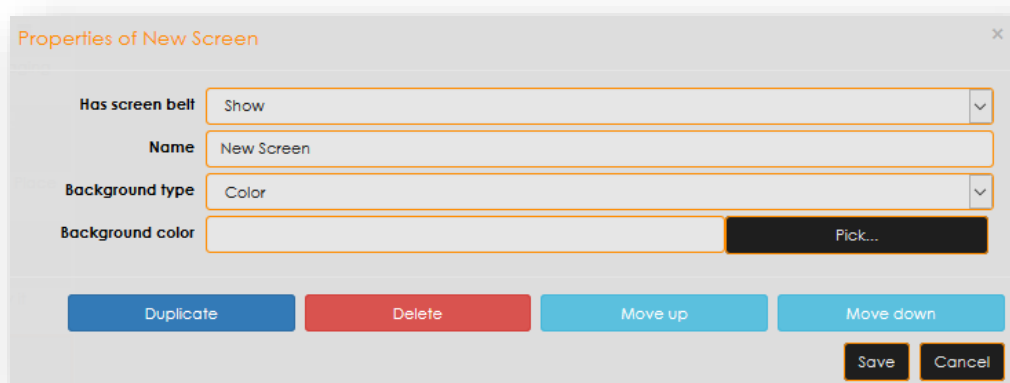 Properties of New Screen ×
Has screen belt Show
Name New Screen
Background type Color
Background color Pick...
Duplicate Delete Move up Move down
Save Cancel